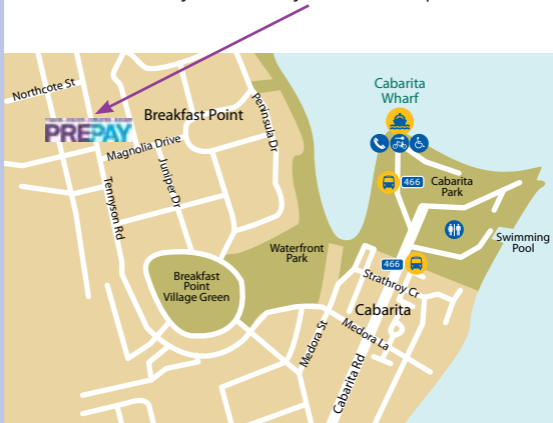 Northcote St
PREPAY
Breakfast Point
Magnolia Drive
Juniper Dr
Tennyson Rd
Peninsula Dr
Cabarita
Wharf
466
Cabarita
Park
Swimming
Pool
Waterfront
Park
466
Strathroy Cr
Breakfast
Point
Village Green
Cabarita
Medora St
Medora La
Cabarita Rd